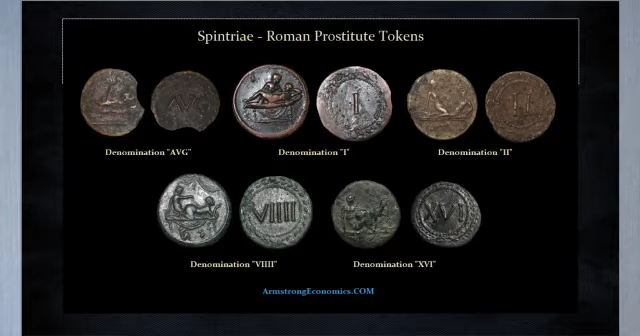 Spintriae - Roman Prostitute Tokens
AVG
I
II
Denomination "AVG"
Denomination "I"
Denomination "II"
VIIII
XVI
Denomination "VIIII"
Denomination "XVI"
ArmstrongEconomics.COM